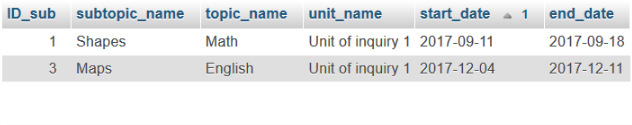 ID_sub subtopic_name topic_name unit_name start_date 1 end_date
1 Shapes Math Unit of inquiry 1 2017-09-11 2017-09-18
3 Maps English Unit of inquiry 1 2017-12-04 2017-12-11